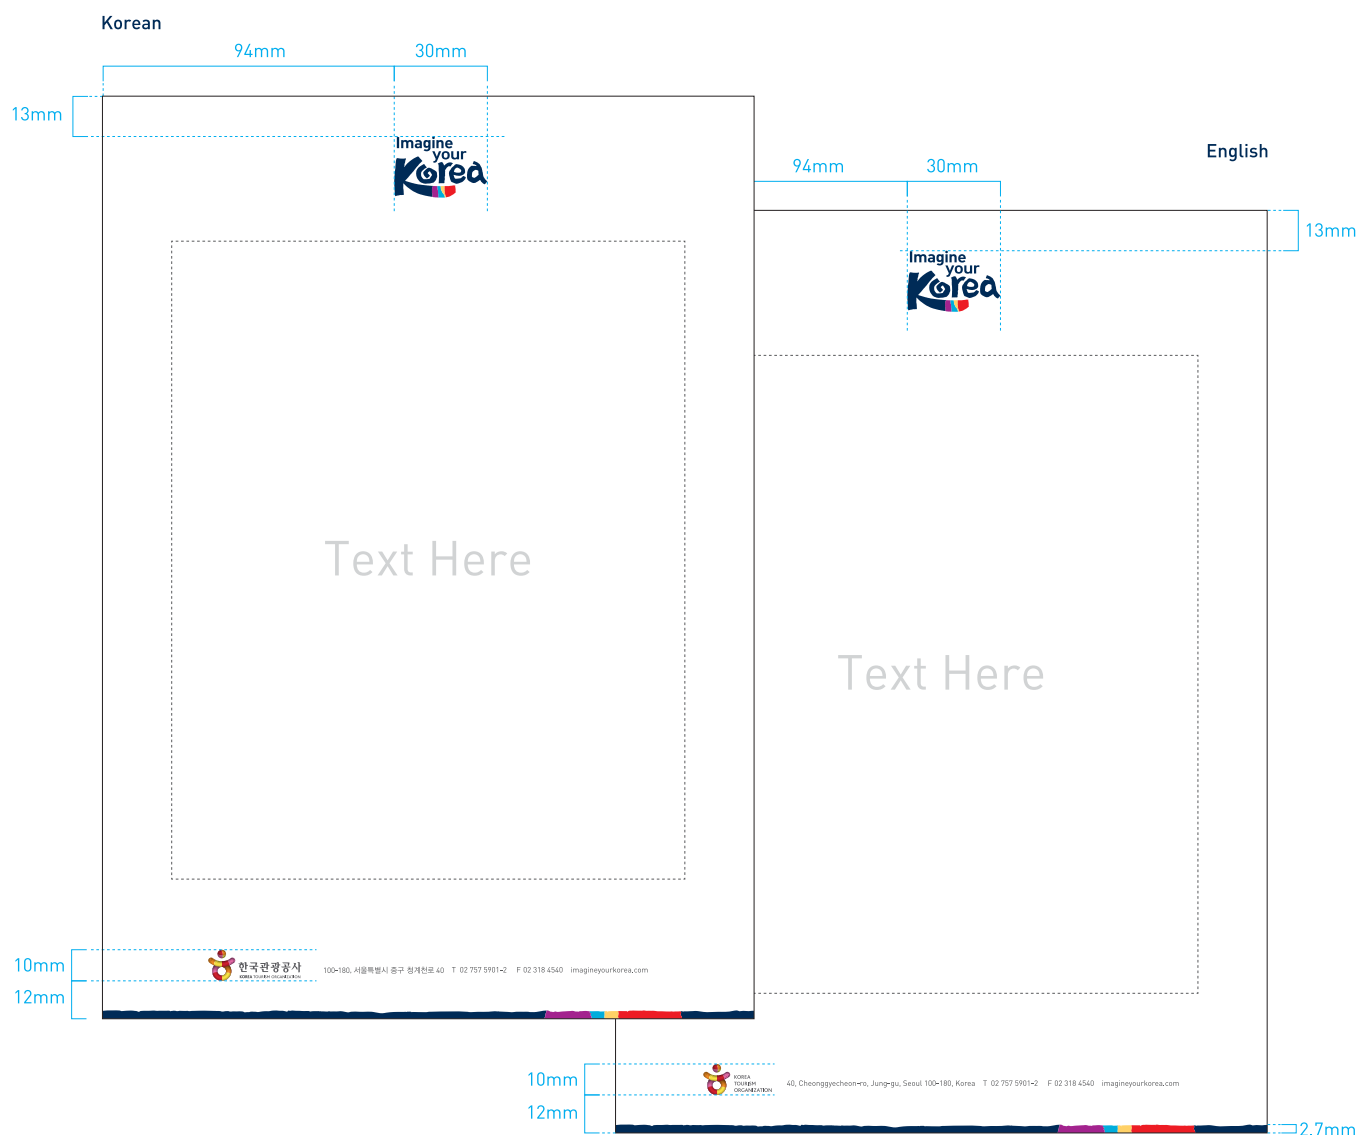 Korean
94mm
30mm
13mm
Imagine
your
Korea
Text Here
10mm
12mm
한국관광공사
KOREA TOURISM ORGANIZATION
100-180, 서울특별시 중구 청계천로 40 T 02 757 5901-2 F 02 318 4540 imagineyourkorea.com
English
94mm
30mm
13mm
Imagine
your
Korea
Text Here
10mm
12mm
KOREA
TOURISM
ORGANIZATION
40, Cheonggyecheon-ro, Jung-gu, Seoul 100-180, Korea T 02 757 5901-2 F 02 318 4540 imagineyourkorea.com
2.7mm